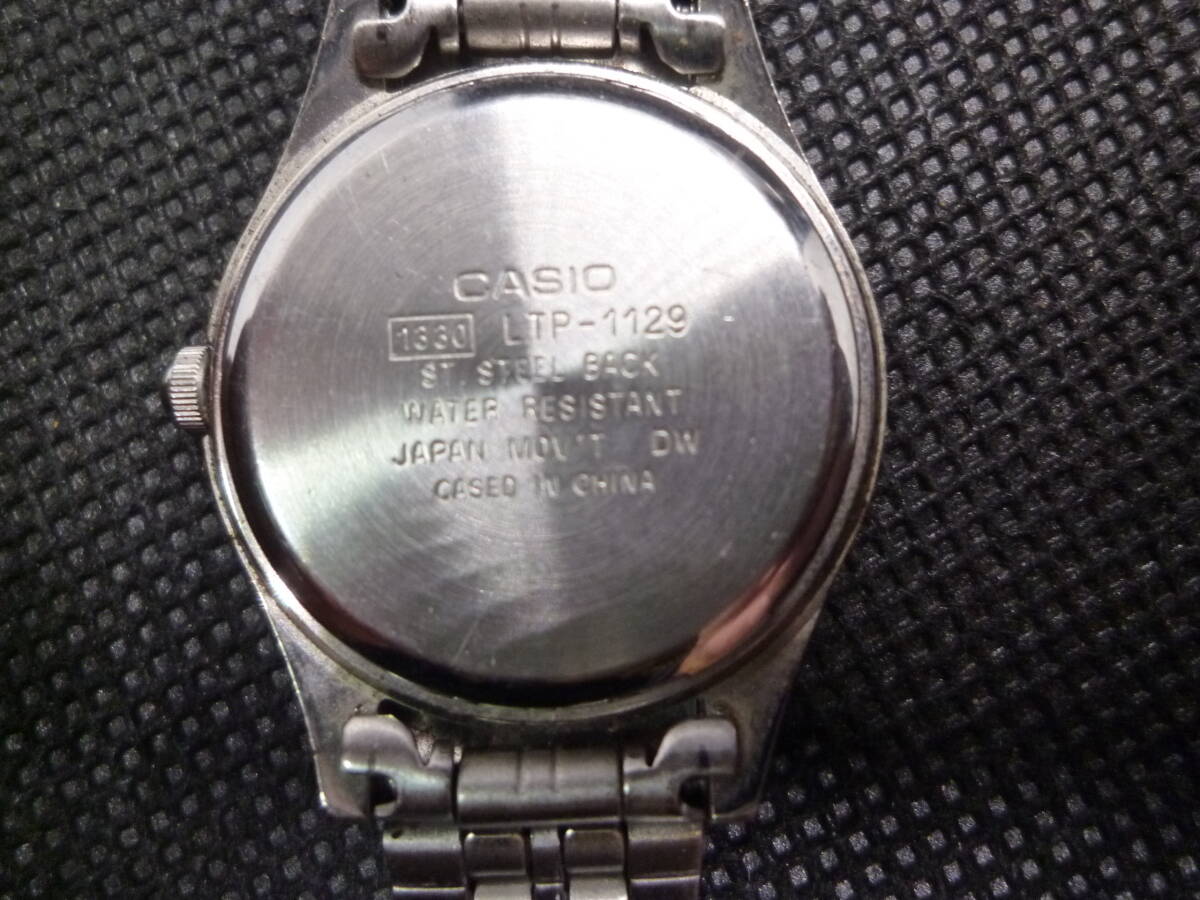 CASIO
1330 LTP-1129
ST. STEEL BACK
WATER RESISTANT
JAPAN MOV'T DW
CASED IN CHINA